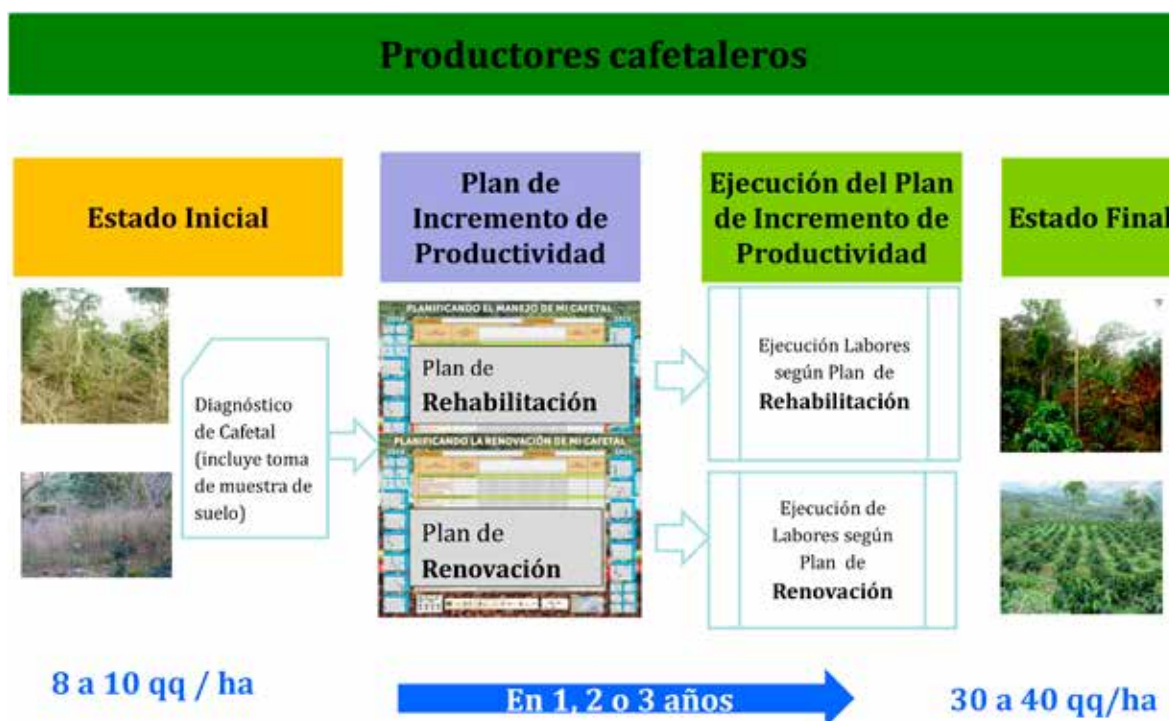 Productores cafetaleros
Estado Inicial
Plan de
Incremento de
Productividad
Ejecución del Plan
de Incremento de
Productividad
Estado Final
Diagnóstico
de Cafetal
(incluye toma
de muestra de
suelo)
PLANIFICANDO EL MANEJO DE MI CAFETAL
Plan de
Rehabilitación
PLANIFICANDO LA RENOVACIÓN DE MI CAFETAL
Plan de
Renovación
Ejecución Labores
según Plan de
Rehabilitación
Ejecución de
Labores según
Plan de
Renovación
8 a 10 qq / ha
En 1, 2 o 3 años
30 a 40 qq/ha